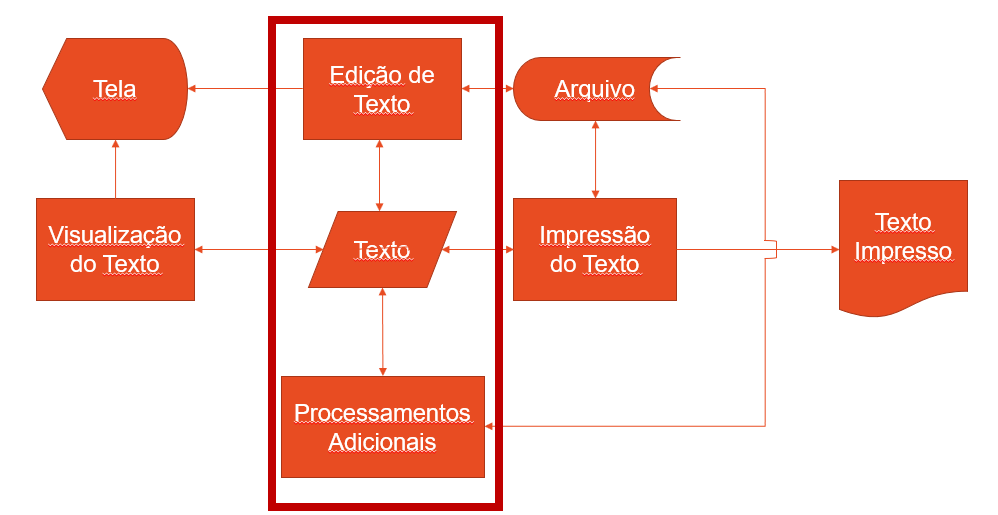 Tela
Edição de
Texto
Arquivo
Visualização
do Texto
Texto
Impressão
do Texto
Texto
Impresso
Processamentos
Adicionais